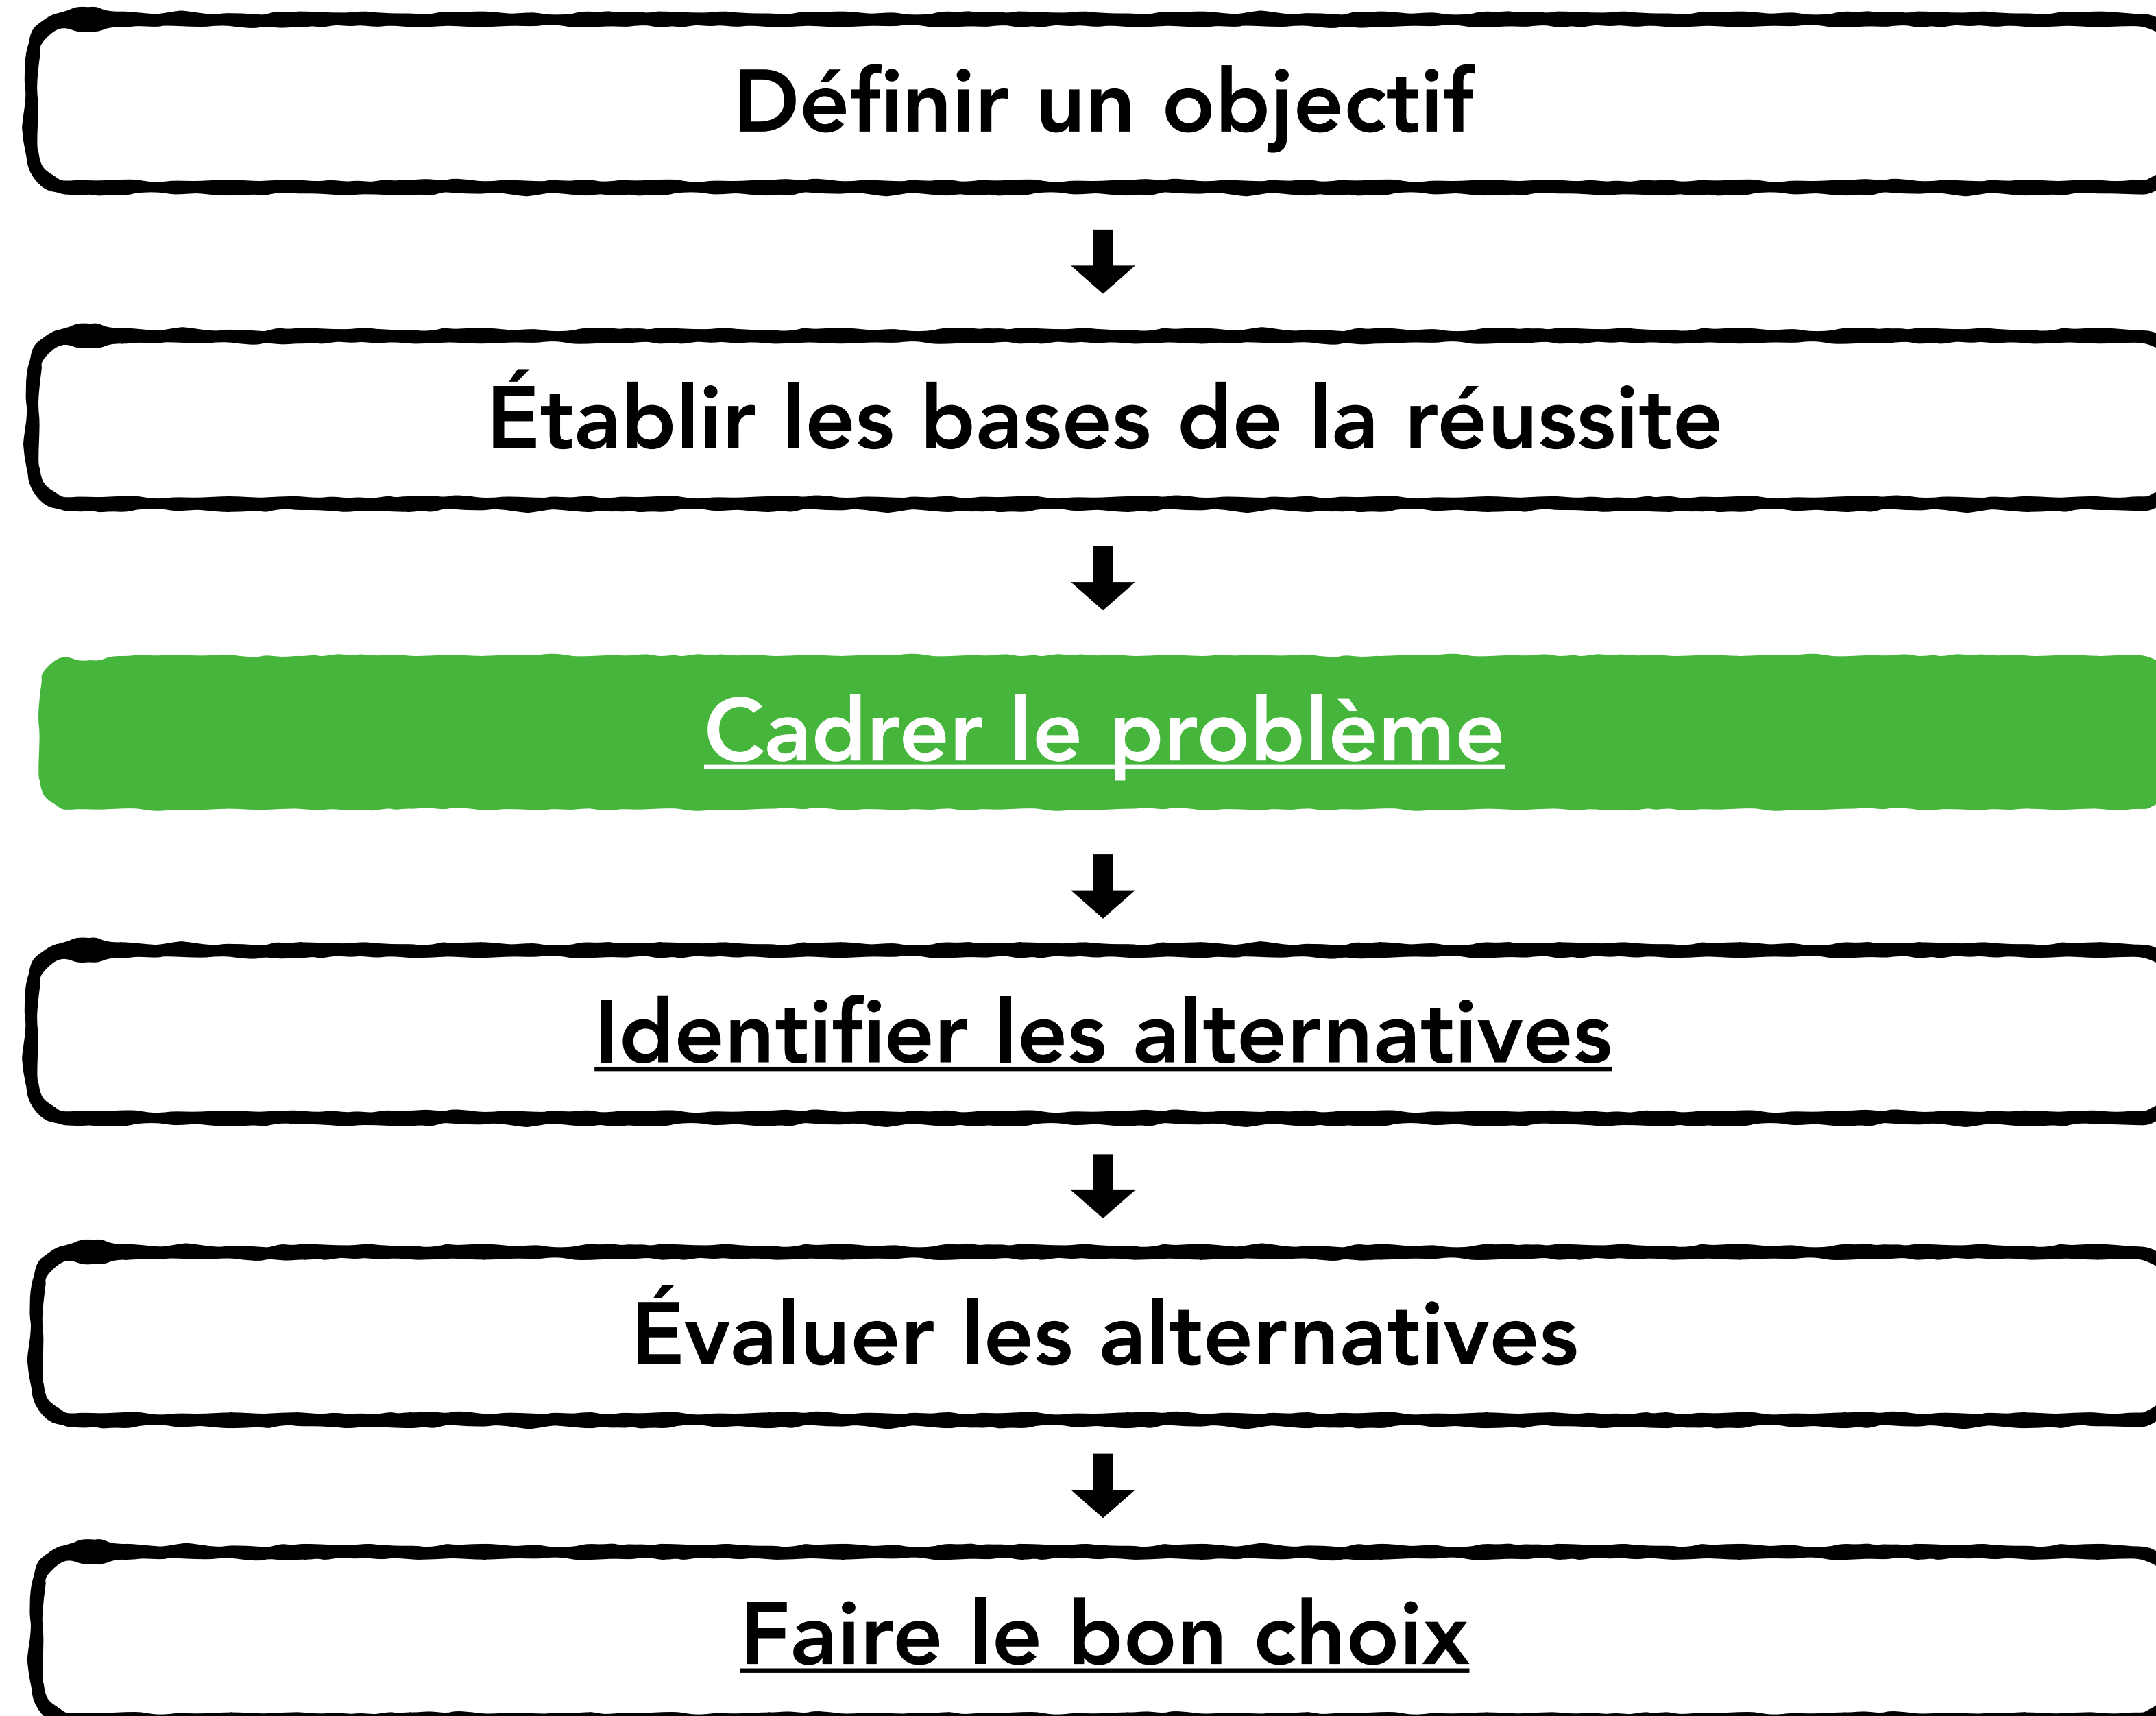 Définir un objectif
Établir les bases de la réussite
Cadrer le problème
Identifier les alternatives
Évaluer les alternatives
Faire le bon choix